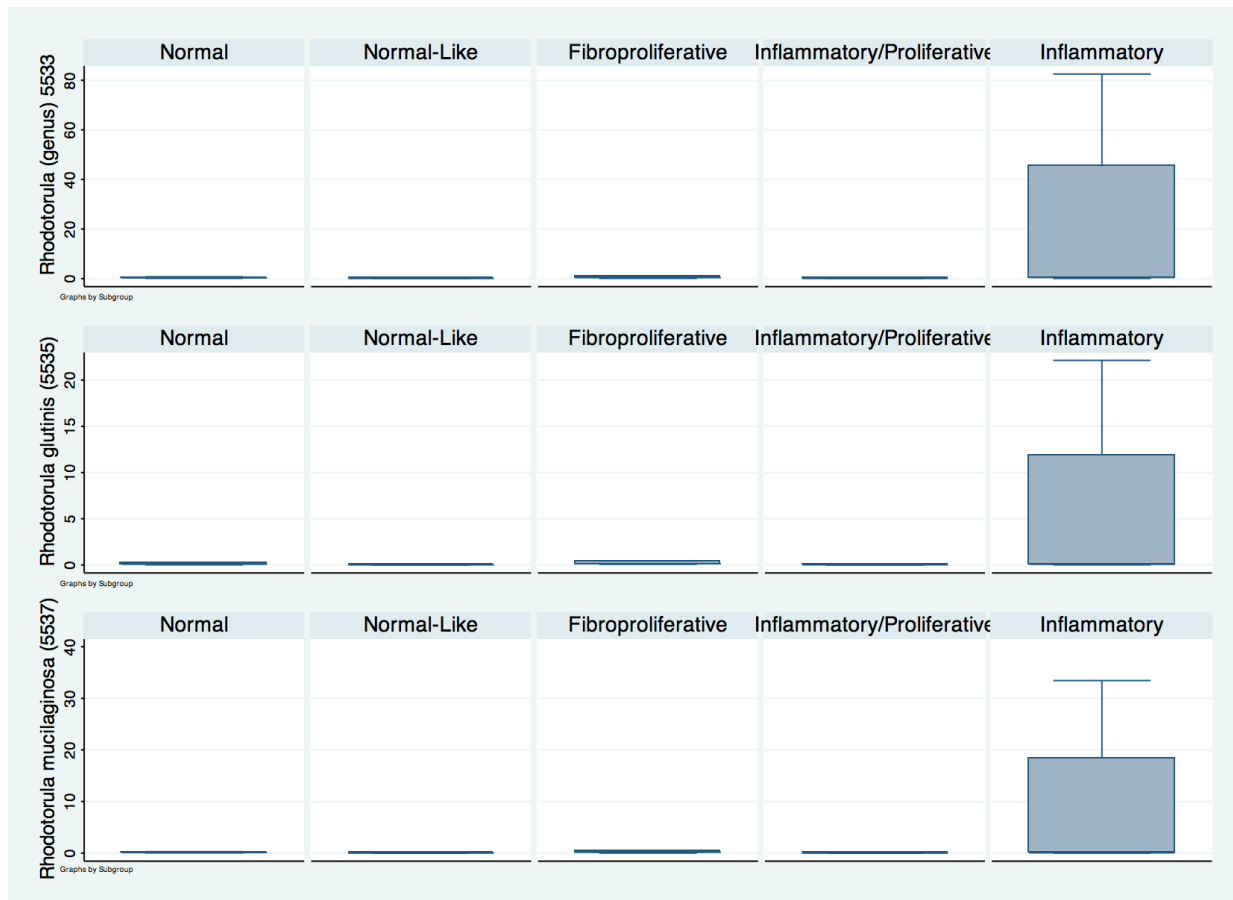 Normal Normal-Like Fibroproliferative Inflammatory/Proliferative Inflammatory
Rhodotorula (genus) 5533
80
60
40
20
0
Graphs by Subgroup
Normal Normal-Like Fibroproliferative Inflammatory/Proliferative Inflammatory
Rhodotorula glutinis (5535)
20
15
10
5
0
Graphs by Subgroup
Normal Normal-Like Fibroproliferative Inflammatory/Proliferative Inflammatory
Rhodotorula mucilaginosa (5537)
40
30
20
10
0
Graphs by Subgroup